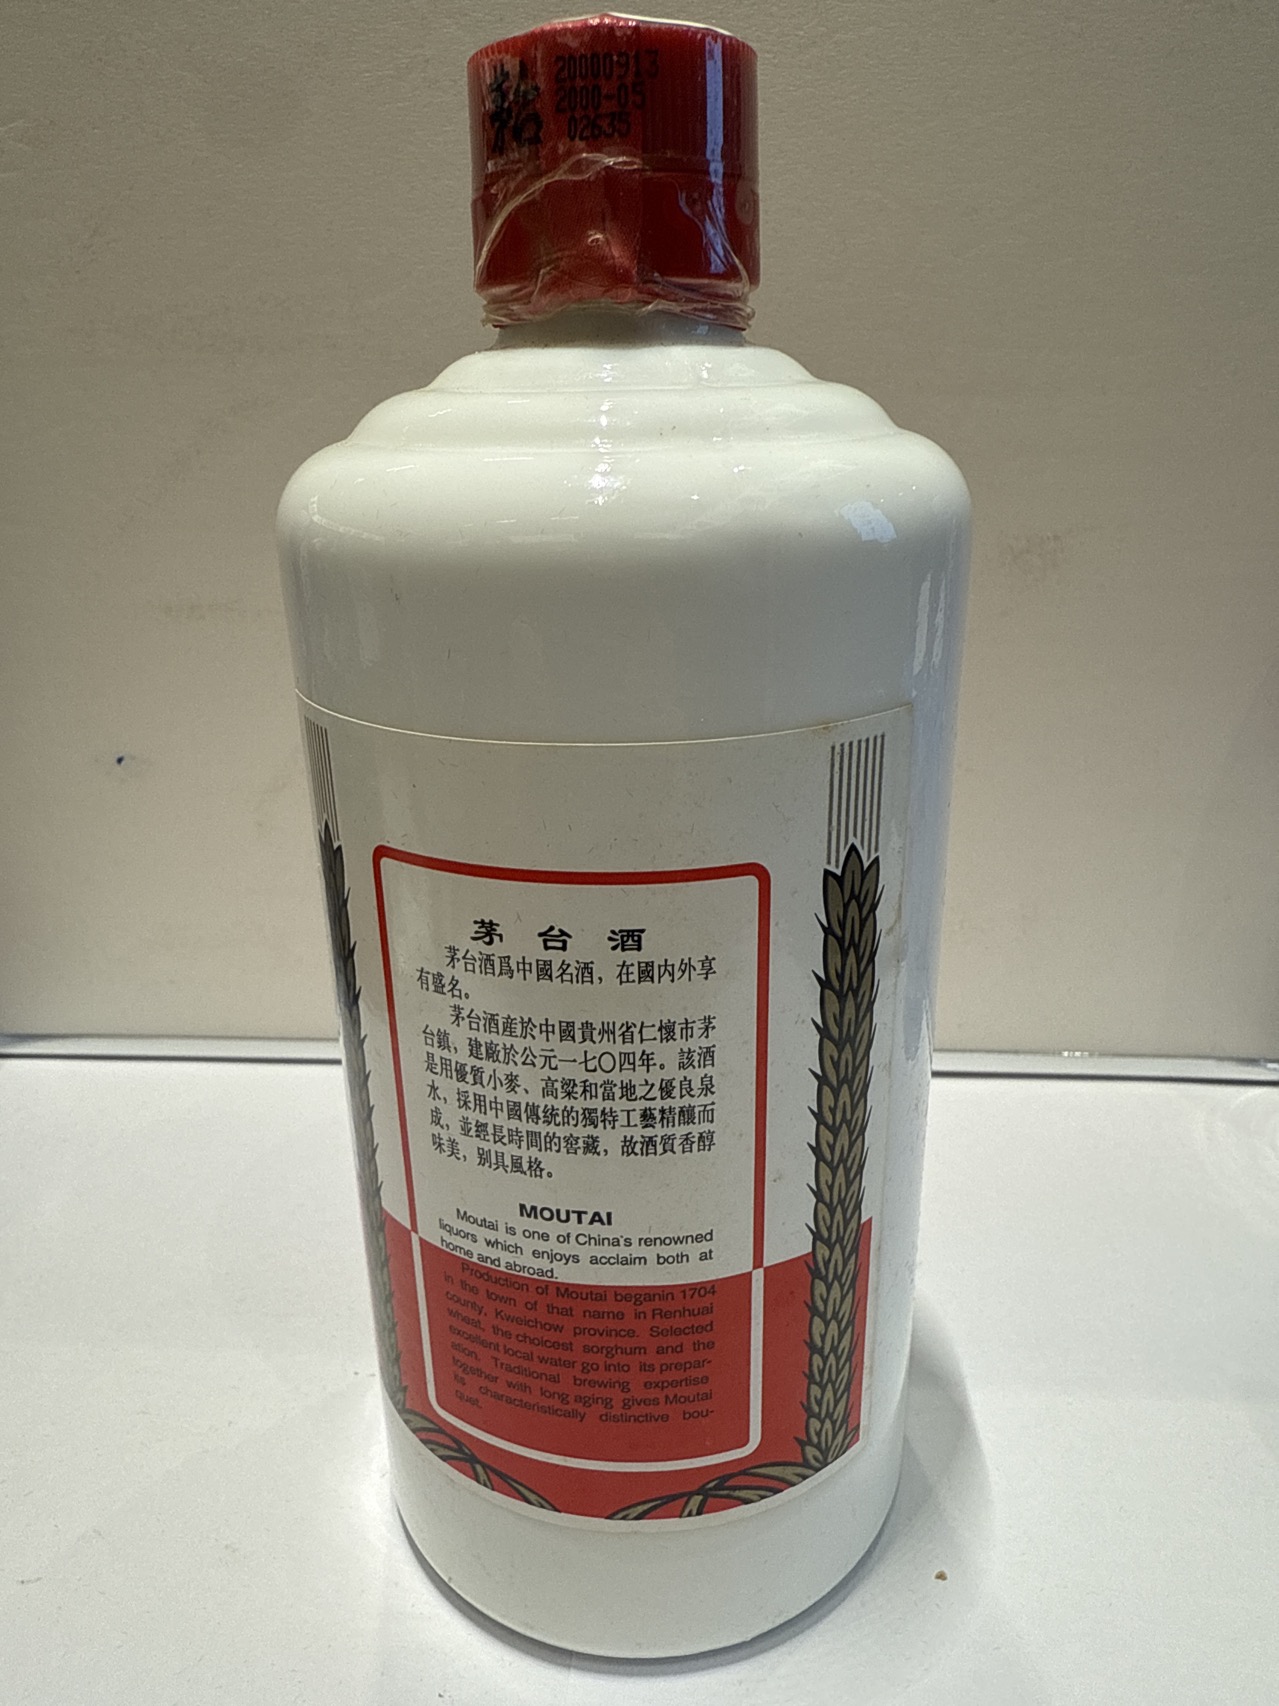 茅台
20000913
2000-05
02635
茅台酒
茅台酒爲中國名酒，在國内外享
有盛名。
茅台酒産於中國貴州省仁懷市茅
台鎮，建廠於公元一七〇四年。該酒
是用優質小麥、高粱和當地之優良泉
水，採用中國傳統的獨特工藝精釀而
成，並經長時間的窖藏，故酒質香醇
味美，别具風格。
MOUTAI
Moutai is one of China's renowned
liquors which enjoys acclaim both at
home and abroad.
Production of Moutai beganin 1704
in the town of that name in Renhuai
county, Kweichow province. Selected
wheat, the choicest sorghum and the
excellent local water go into its prepar-
ation. Traditional brewing expertise
together with long aging gives Moutai
its characteristically distinctive bou-
quet.